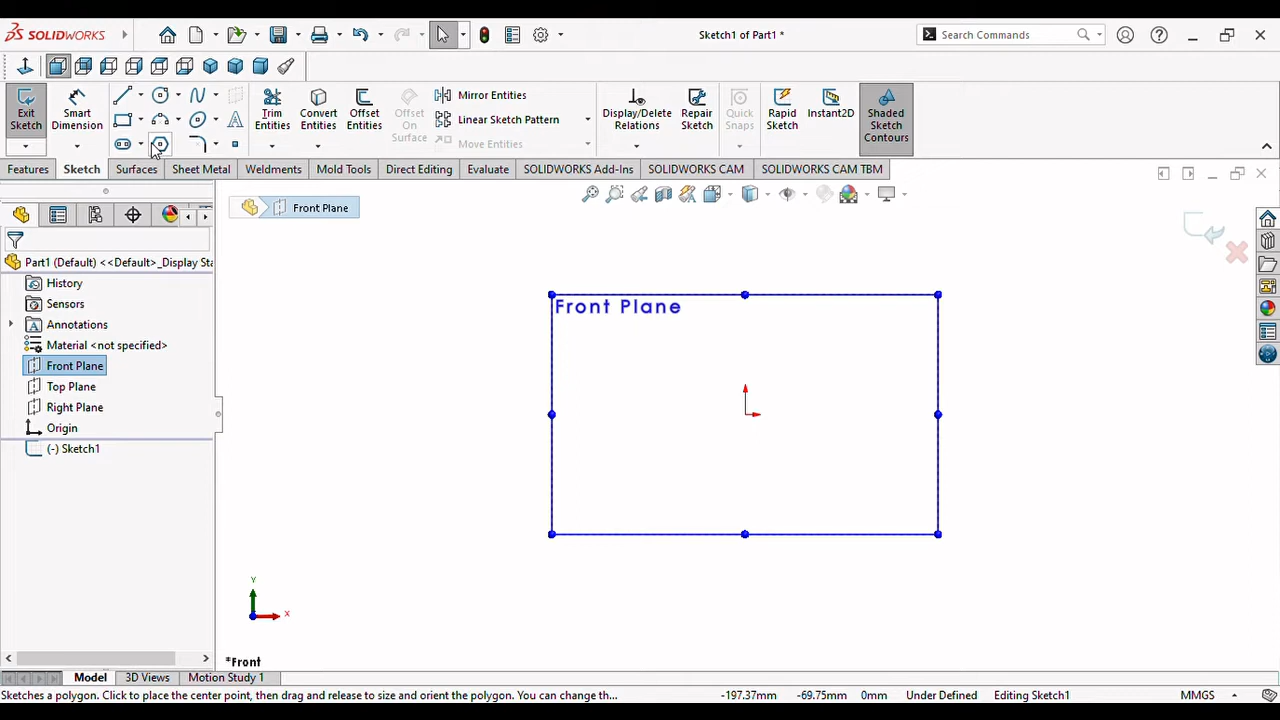 SOLIDWORKS
Sketch1 of Part1 *
Search Commands
Exit Sketch
Smart Dimension
Trim Entities
Convert Entities
Offset Entities
Offset On Surface
Mirror Entities
Linear Sketch Pattern
Move Entities
Display/Delete Relations
Repair Sketch
Quick Snaps
Rapid Sketch
Instant2D
Shaded Sketch Contours
Features Sketch Surfaces Sheet Metal Weldments Mold Tools Direct Editing Evaluate SOLIDWORKS Add-Ins SOLIDWORKS CAM SOLIDWORKS CAM TBM
Front Plane
Part1 (Default) <<Default>_Display Sta
History
Sensors
Annotations
Material <not specified>
Front Plane
Top Plane
Right Plane
Origin
(-) Sketch1
Front Plane
Y
X
*Front
Model 3D Views Motion Study 1
Sketches a polygon. Click to place the center point, then drag and release to size and orient the polygon. You can change th... -197.37mm -69.75mm 0mm Under Defined Editing Sketch1 MMGS